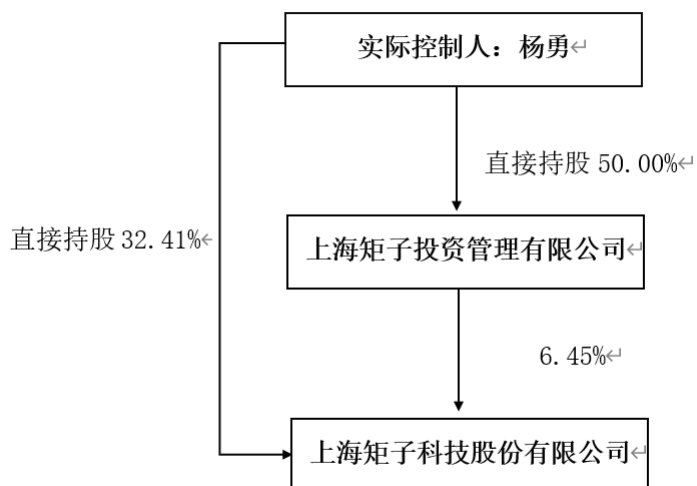 实际控制人：杨勇↵
直接持股 50.00%↵
直接持股 32.41%↵
上海矩子投资管理有限公司↵
6.45%↵
上海矩子科技股份有限公司↵